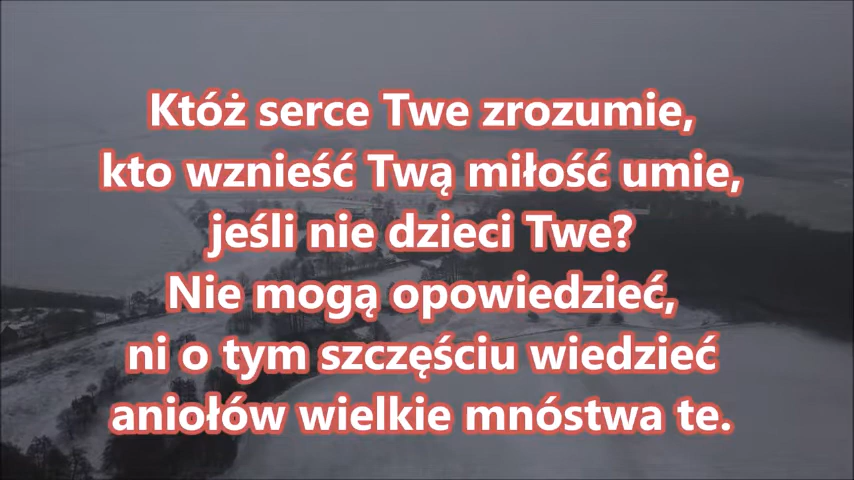 Któż serce Twe zrozumie,
kto wznieść Twą miłość umie,
jeśli nie dzieci Twe?
Nie mogą opowiedzieć,
ni o tym szczęściu wiedzieć
aniołów wielkie mnóstwa te.